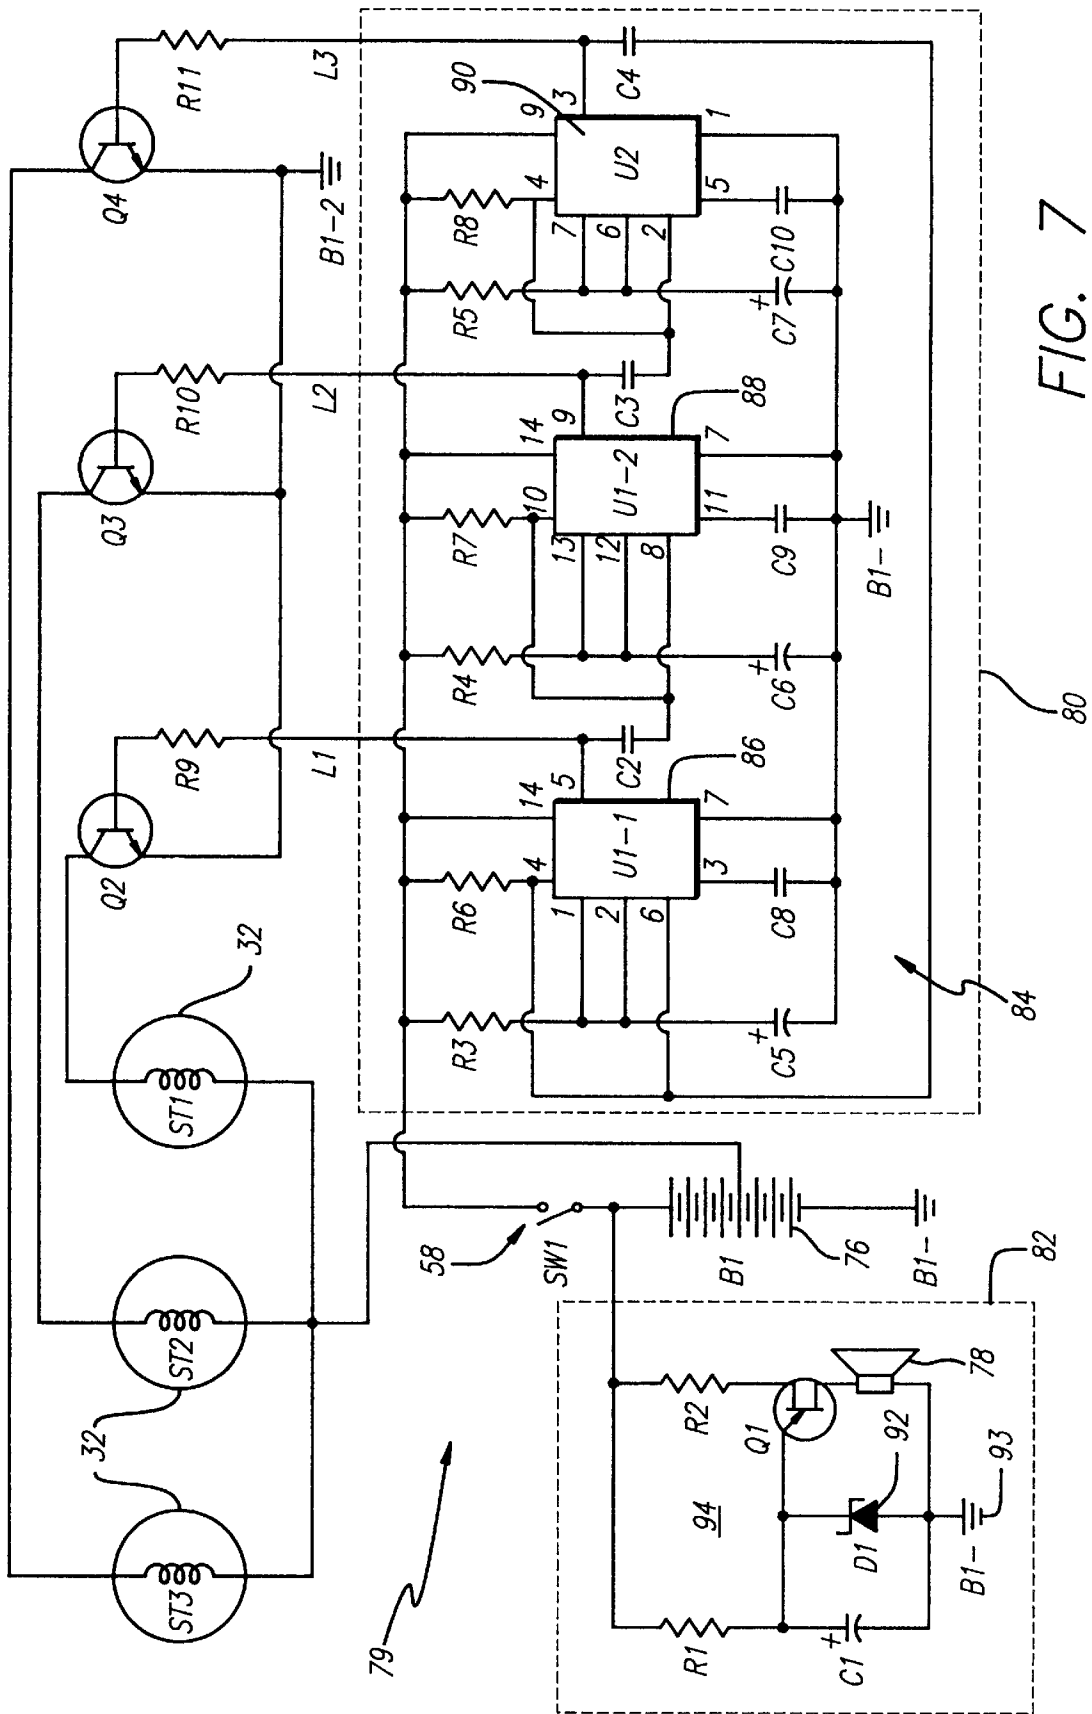 R11
L3
Q4
B1-2
R10
L2
Q3
R9
L1
Q2
32
ST1
ST2
32
ST3
79
90
9
3
C4
U2
1
4
5
R8
7
6
2
R5
C7
C10
14
9
C3
88
U1-2
7
10
11
R7
13
12
8
C9
B1-
R4
C6
80
14
5
C2
86
U1-1
7
4
3
R6
1
2
6
C8
R3
C5
84
+
+
+
58
SW1
B1
76
B1-
82
R2
78
Q1
92
94
93
D1
B1-
R1
+
C1
FIG. 7